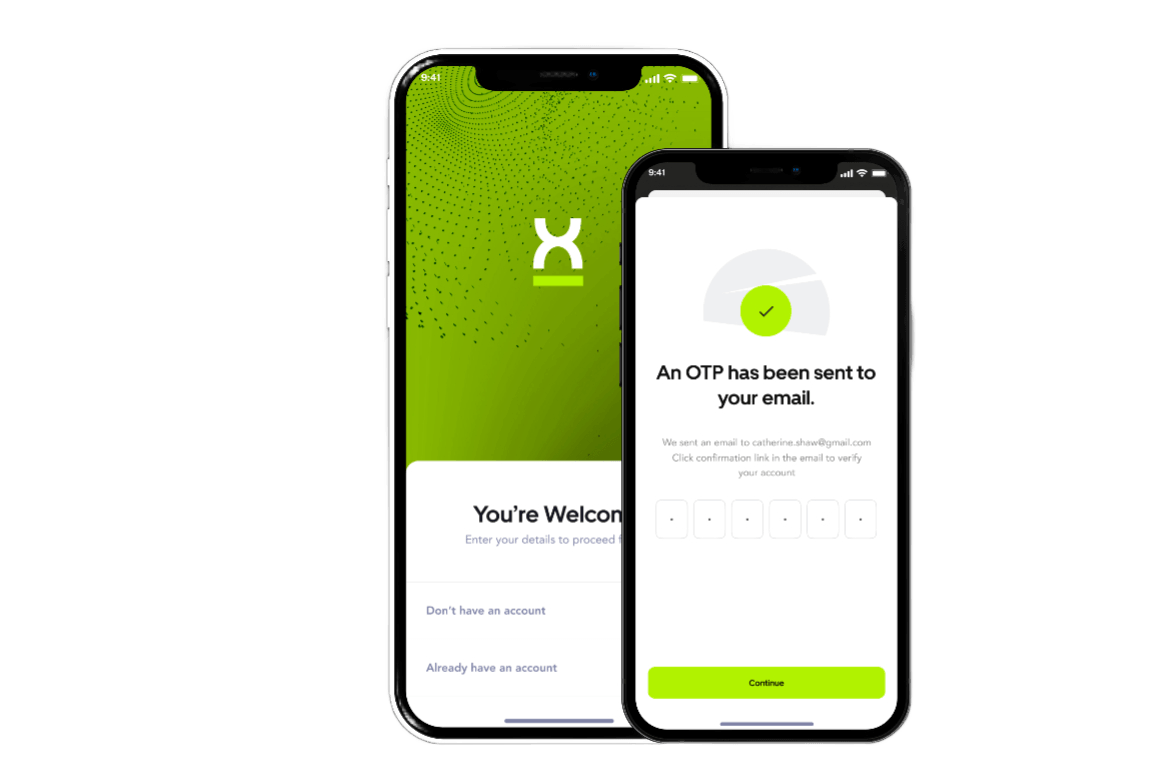 9:41
You're Welcom
Enter your details to proceed f
Don't have an account
Already have an account
9:41
An OTP has been sent to
your email.
We sent an email to catherine.shaw@gmail.com
Click confirmation link in the email to verify
your account
Continue